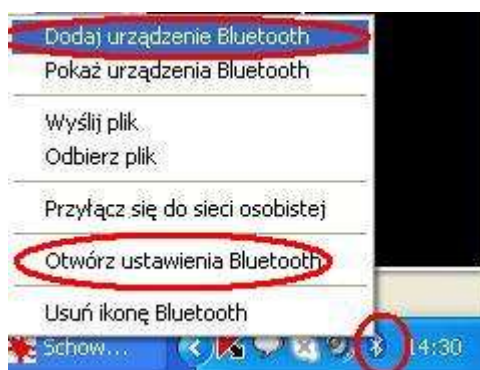 Dodaj urządzenie Bluetooth
Pokaż urządzenia Bluetooth
Wyślij plik
Odbierz plik
Przyłącz się do sieci osobistej
Otwórz ustawienia Bluetooth
Usuń ikonę Bluetooth
Schow... 14:30